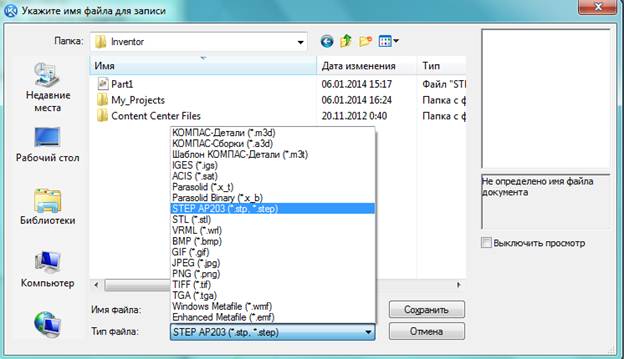 Укажите имя файла для записи
Папка: Inventor
Имя Дата изменения Тип
Part1 06.01.2014 15:17 Файл "STI
My_Projects 06.01.2014 16:24 Папка с ф
Content Center Files 20.11.2012 0:40 Папка с ф
Недавние
места
Рабочий стол
Библиотеки
Компьютер
КОМПАС-Детали (*.m3d)
КОМПАС-Сборки (*.a3d)
Шаблон КОМПАС-Детали (*.m3t)
IGES (*.igs)
ACIS (*.sat)
Parasolid (*.x_t)
Parasolid Binary (*.x_b)
STEP AP203 (*.stp, *.step)
STL (*.stl)
VRML (*.wrl)
BMP (*.bmp)
GIF (*.gif)
JPEG (*.jpg)
PNG (*.png)
TIFF (*.tif)
TGA (*.tga)
Windows Metafile (*.wmf)
Enhanced Metafile (*.emf)
Имя файла:
Тип файла: STEP AP203 (*.stp, *.step)
Сохранить
Отмена
Не определено имя файла
документа
Выключить просмотр